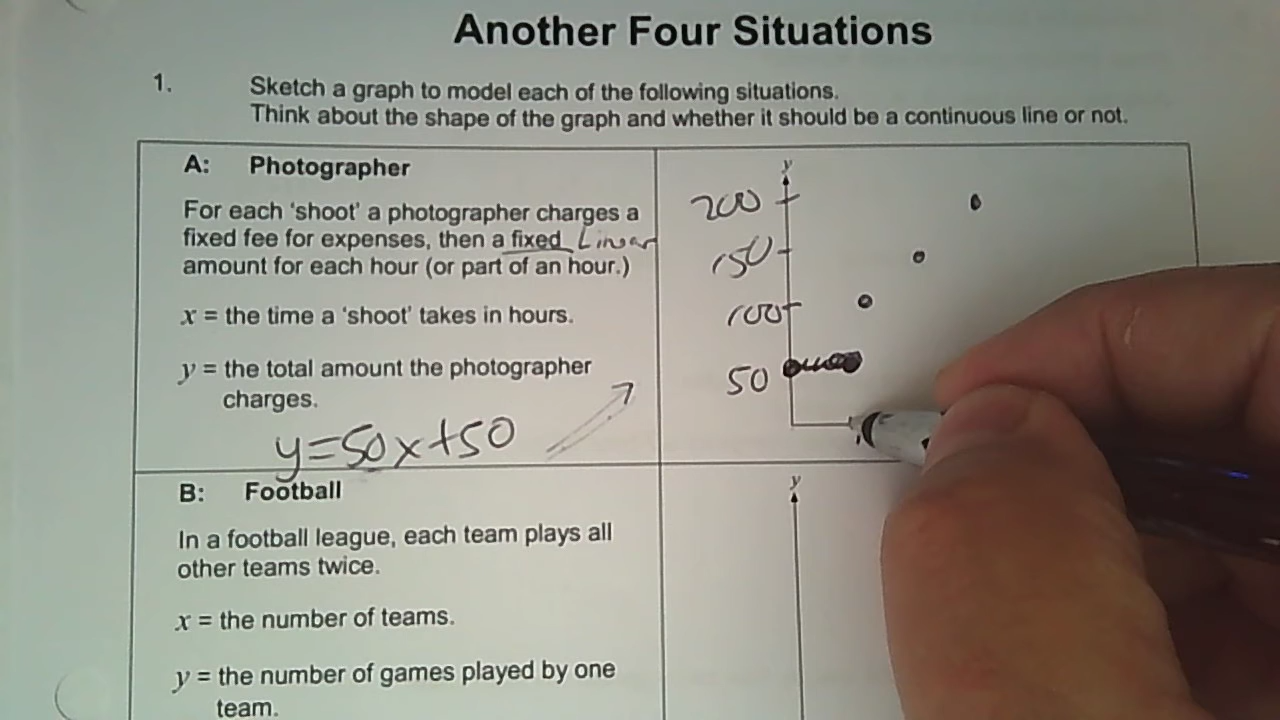 Another Four Situations
1. Sketch a graph to model each of the following situations.
Think about the shape of the graph and whether it should be a continuous line or not.
A: Photographer
For each ‘shoot’ a photographer charges a
fixed fee for expenses, then a fixed Linear
amount for each hour (or part of an hour.)
x = the time a ‘shoot’ takes in hours.
y = the total amount the photographer
charges.
y=50x+50
y
200
150
100
50
B: Football
In a football league, each team plays all
other teams twice.
x = the number of teams.
y = the number of games played by one
team.
y